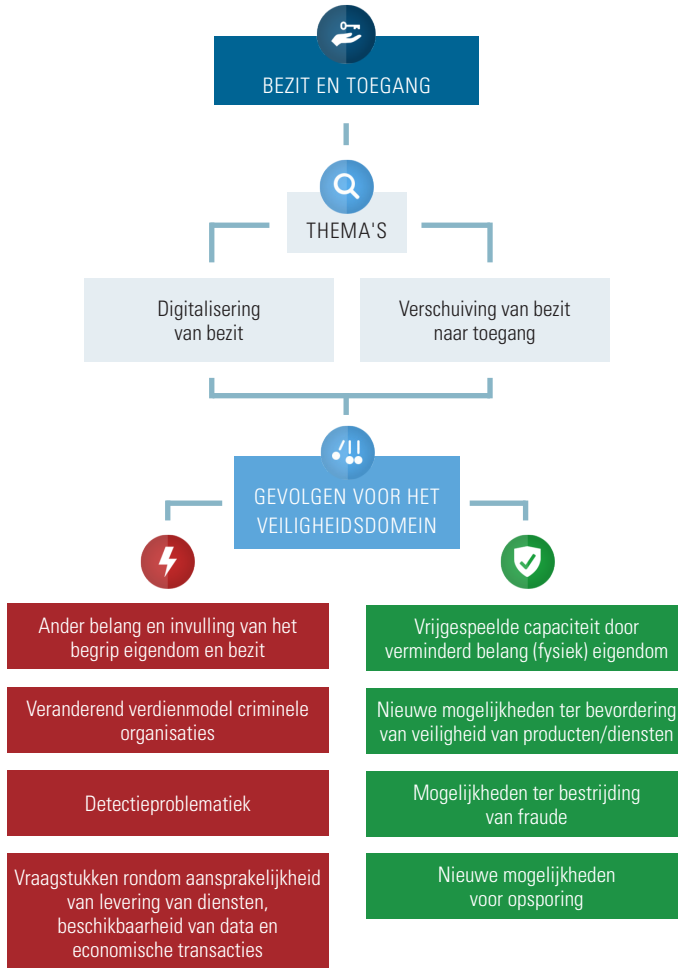 BEZIT EN TOEGANG
THEMA'S
Digitalisering
van bezit
Verschuiving van bezit
naar toegang
GEVOLGEN VOOR HET
VEILIGHEIDSDOMEIN
Ander belang en invulling van het
begrip eigendom en bezit
Veranderend verdienmodel criminele
organisaties
Detectieproblematiek
Vraagstukken rondom aansprakelijkheid
van levering van diensten,
beschikbaarheid van data en
economische transacties
Vrijgespeelde capaciteit door
verminderd belang (fysiek) eigendom
Nieuwe mogelijkheden ter bevordering
van veiligheid van producten/diensten
Mogelijkheden ter bestrijding
van fraude
Nieuwe mogelijkheden
voor opsporing